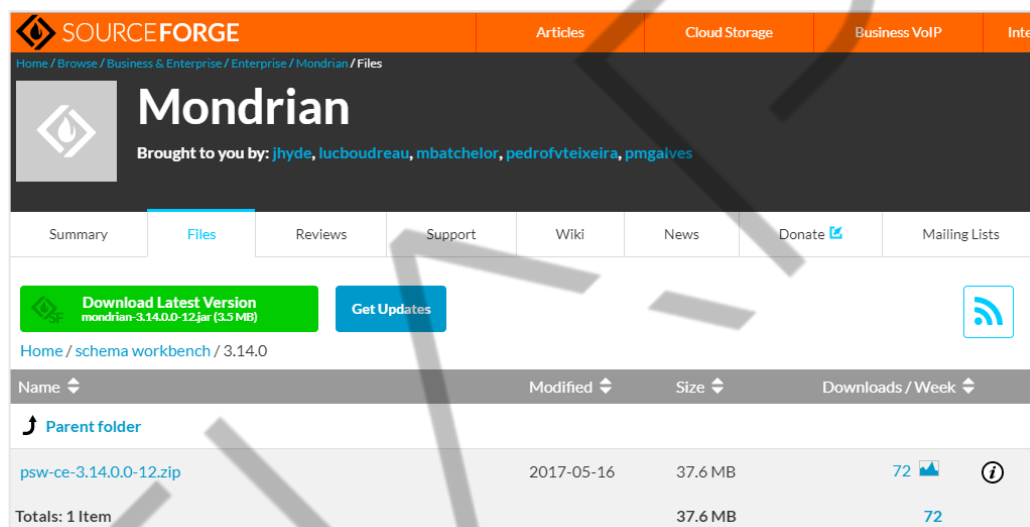 SOURCEFORGE
Articles
Cloud Storage
Business VoIP
Inte
Home / Browse / Business & Enterprise / Enterprise / Mondrian / Files
Mondrian
Brought to you by: jhyde, lucboudreau, mbatchelor, pedrofvteixeira, pmgalves
Summary
Files
Reviews
Support
Wiki
News
Donate
Mailing Lists
Download Latest Version
mondrian-3.14.0.0-12.jar (3.5 MB)
SF
Get Updates
Home / schema workbench / 3.14.0
Name Modified Size Downloads / Week
Parent folder
psw-ce-3.14.0.0-12.zip 2017-05-16 37.6 MB 72
Totals: 1 Item 37.6 MB 72